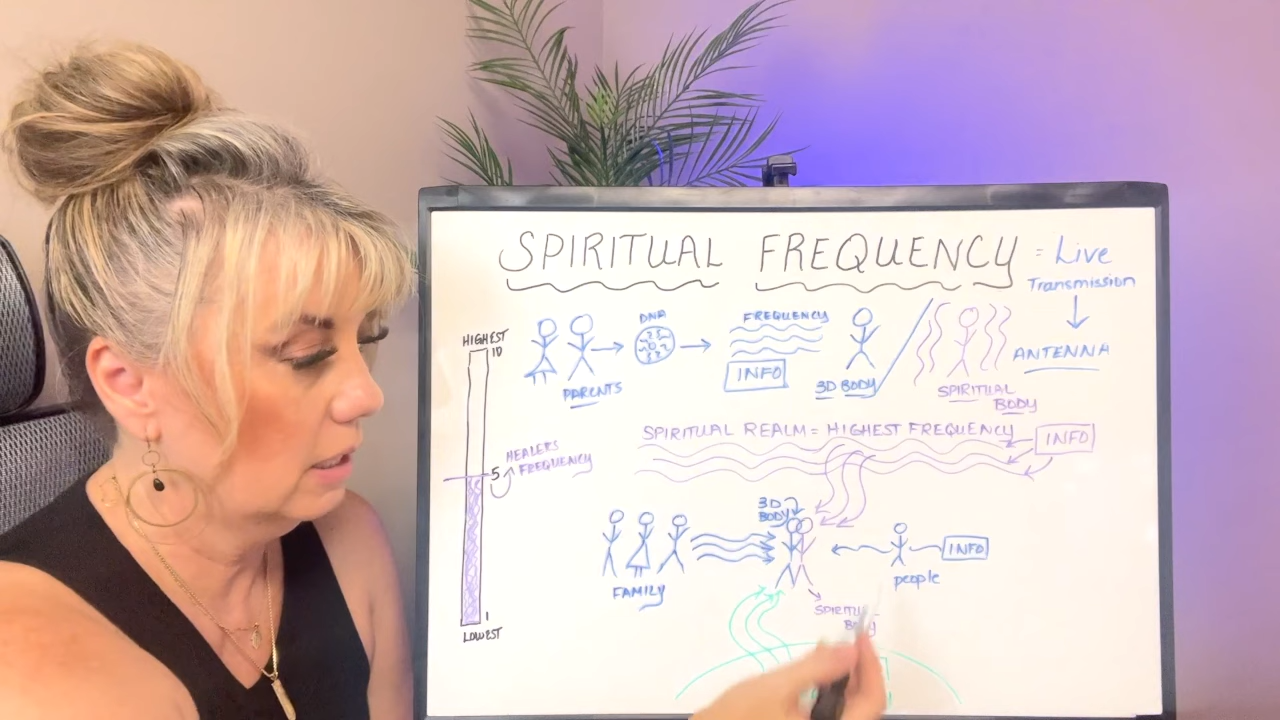 SPIRITUAL FREQUENCY = Live
Transmission
ANTENNA
DNA
PARENTS
FREQUENCY
INFO
3D BODY
SPIRITUAL
BODY
HIGHEST
10
HEALERS
FREQUENCY
5
1
LOWEST
SPIRITUAL REALM = HIGHEST FREQUENCY
INFO
3D
BODY
FAMILY
people
INFO
BODY